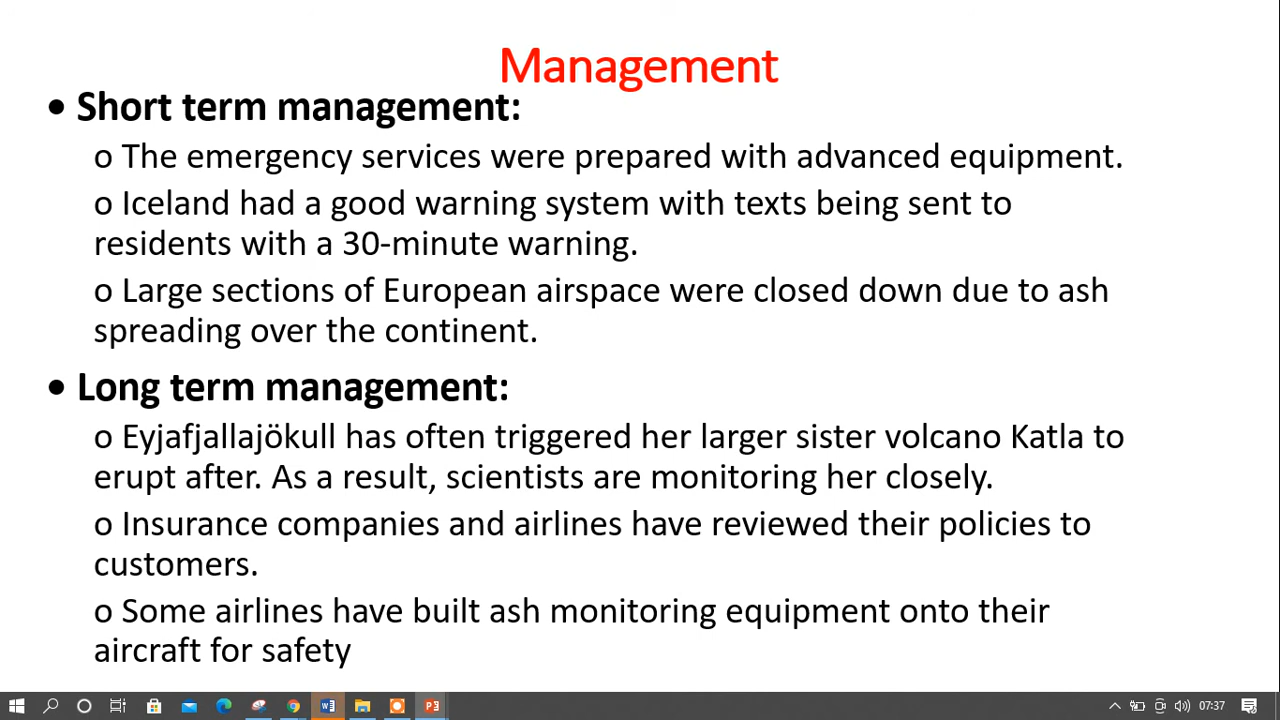 Management
• Short term management:
o The emergency services were prepared with advanced equipment.
o Iceland had a good warning system with texts being sent to
residents with a 30-minute warning.
o Large sections of European airspace were closed down due to ash
spreading over the continent.
• Long term management:
o Eyjafjallajökull has often triggered her larger sister volcano Katla to
erupt after. As a result, scientists are monitoring her closely.
o Insurance companies and airlines have reviewed their policies to
customers.
o Some airlines have built ash monitoring equipment onto their
aircraft for safety
07:37